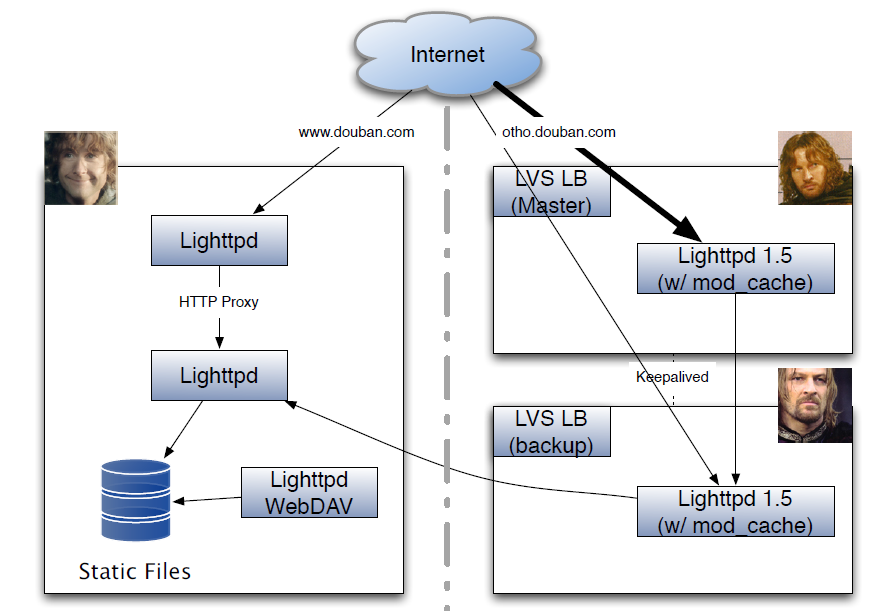 Internet
www.douban.com
otho.douban.com
LVS LB
(Master)
Lighttpd
Lighttpd 1.5
(w/ mod_cache)
HTTP Proxy
Lighttpd
Keepalived
LVS LB
(backup)
Lighttpd
WebDAV
Lighttpd 1.5
(w/ mod_cache)
Static Files